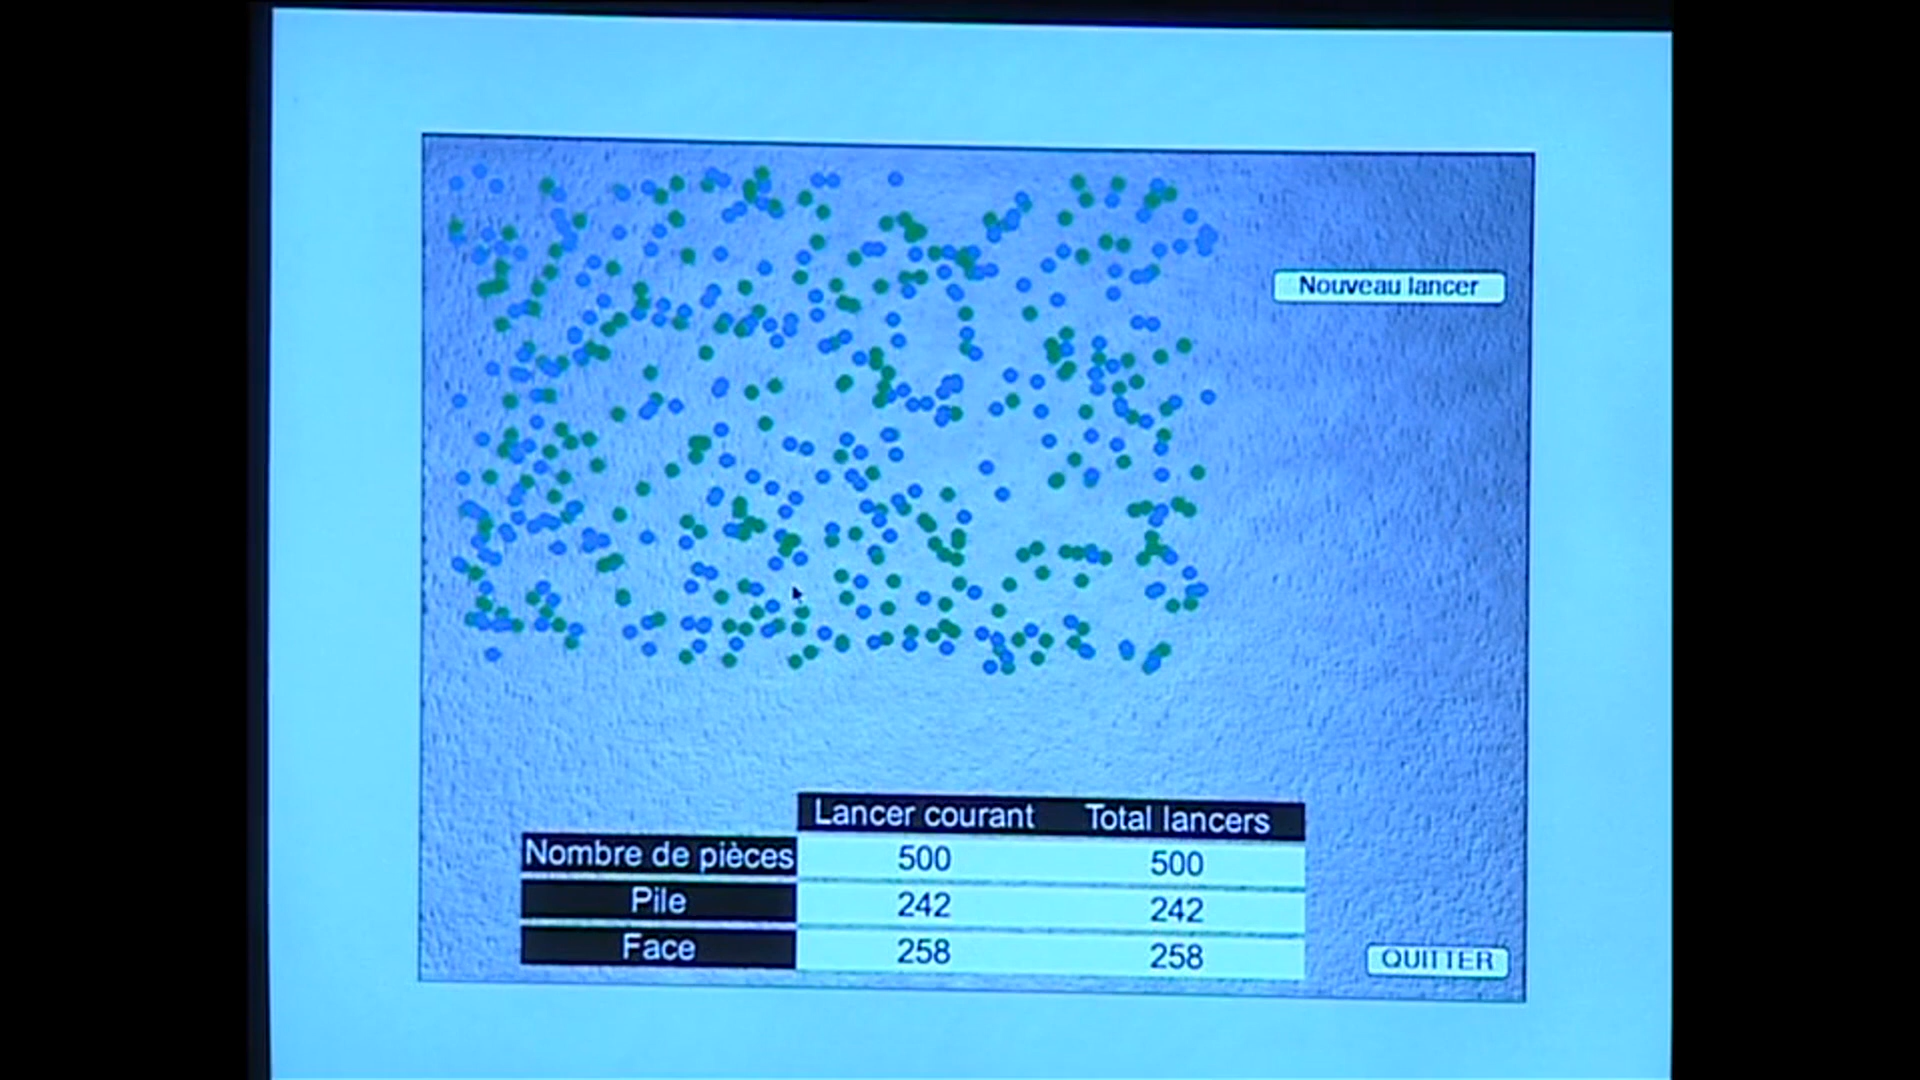 Nouveau lancer
Lancer courant Total lancers
Nombre de pièces 500 500
Pile 242 242
Face 258 258
QUITTER